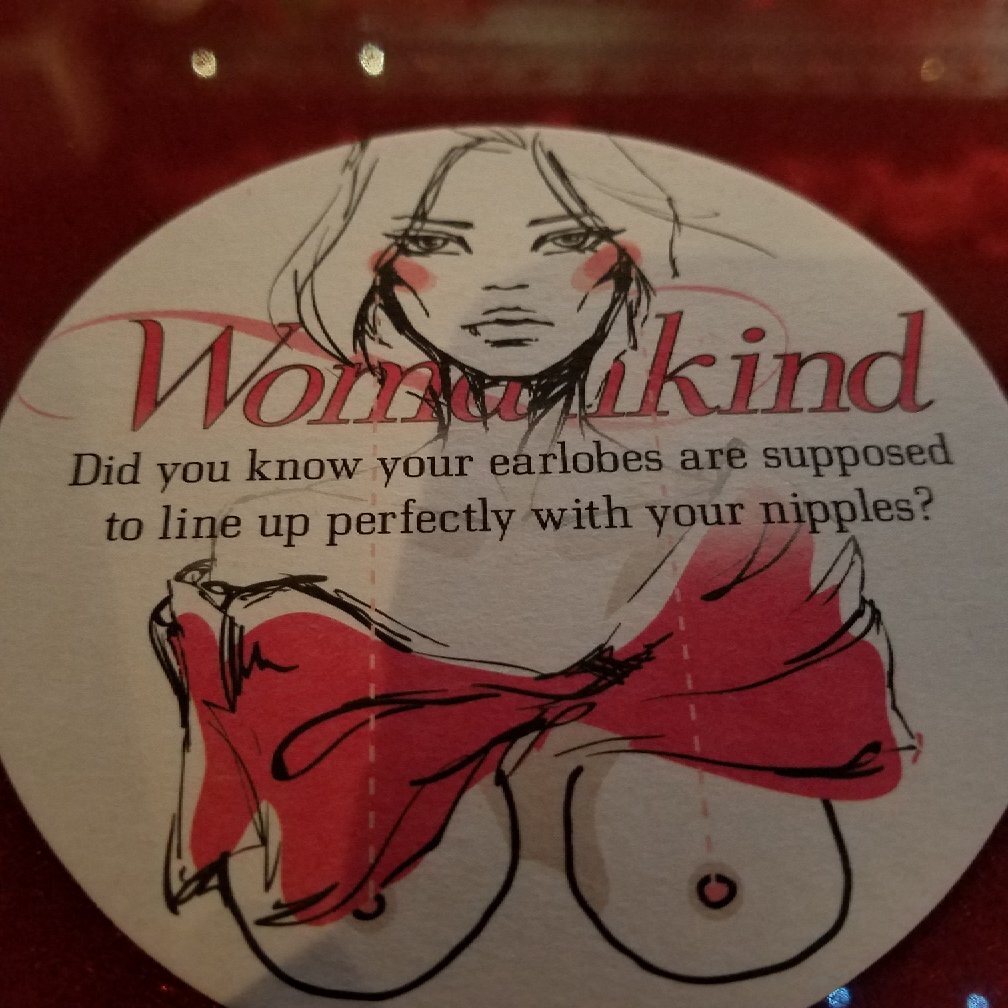 Womankind
Did you know your earlobes are supposed
to line up perfectly with your nipples?